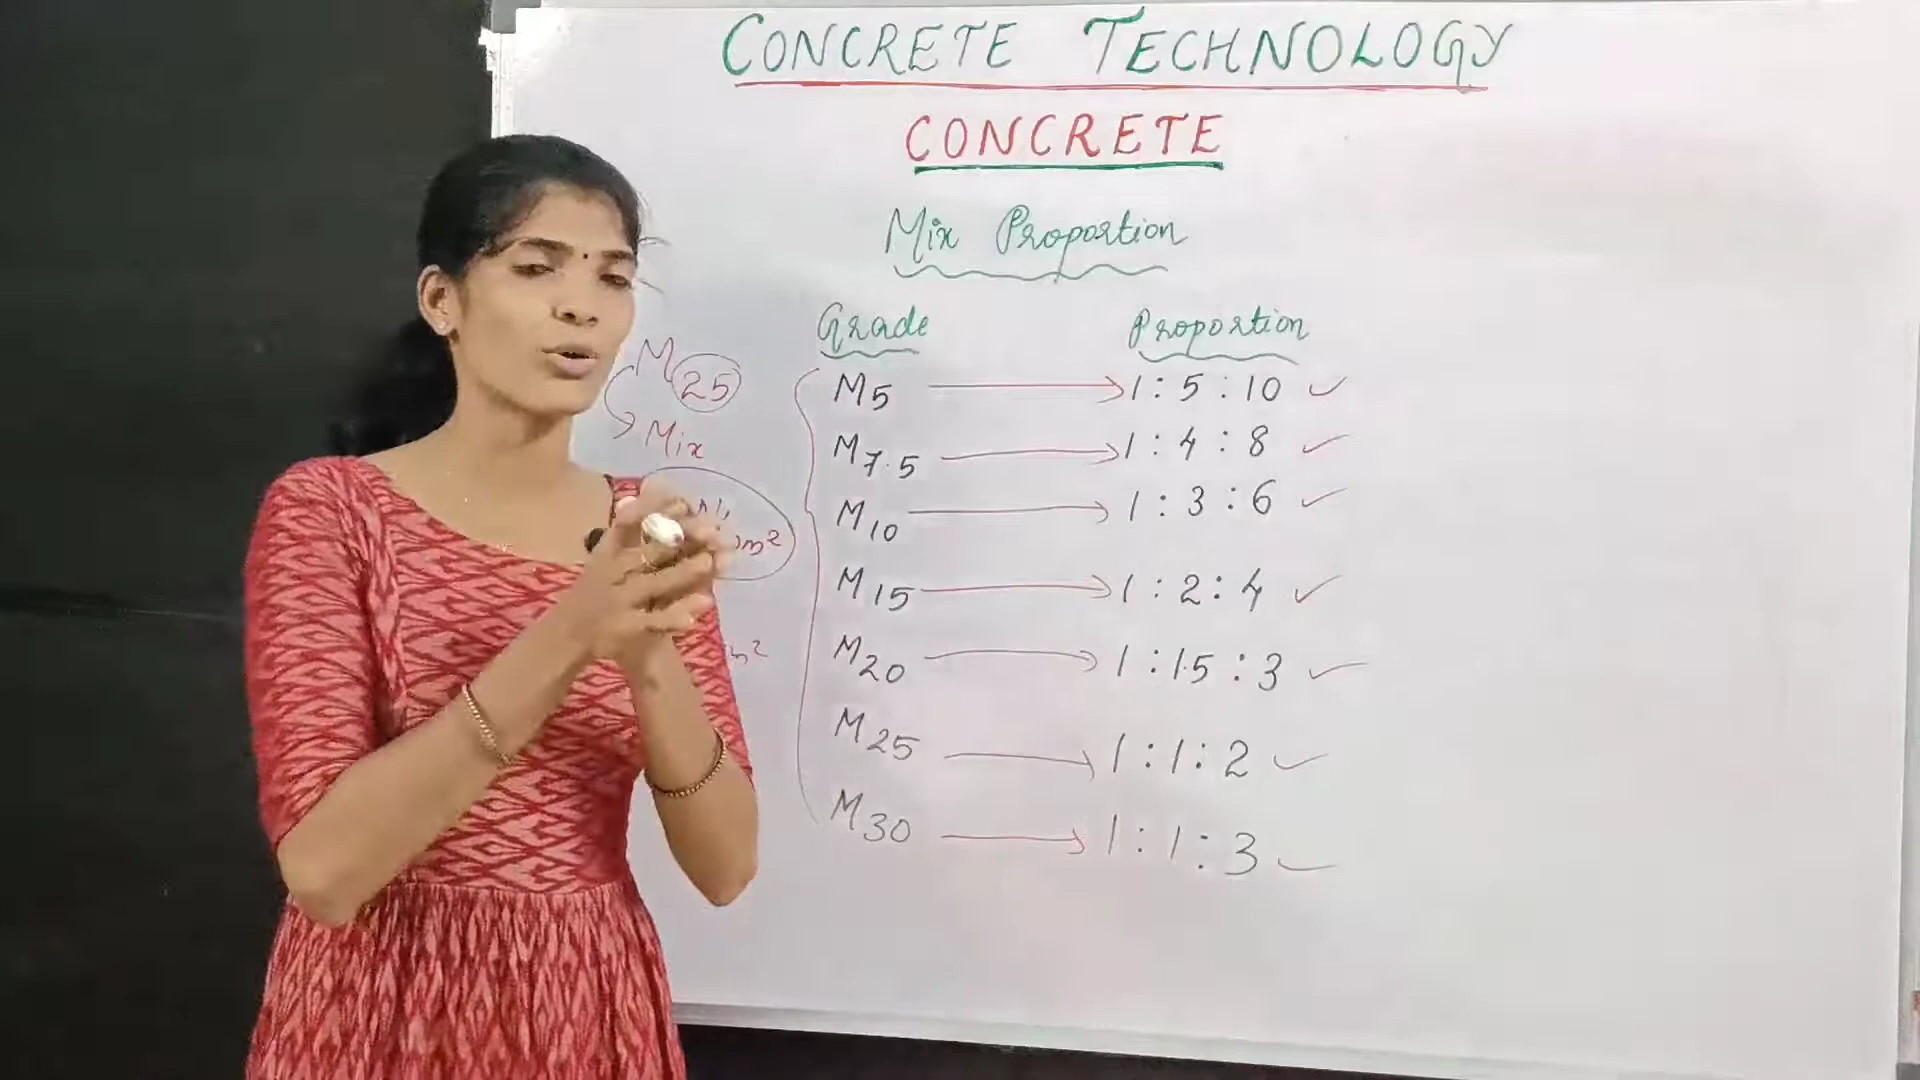 CONCRETE TECHNOLOGY
CONCRETE
Mix Proportion
Grade Proportion
M5 → 1 : 5 : 10 ✓
M7.5 → 1 : 4 : 8 ✓
M10 → 1 : 3 : 6 ✓
M15 → 1 : 2 : 4 ✓
M20 → 1 : 1.5 : 3 ✓
M25 → 1 : 1 : 2 ✓
M30 → 1 : 1 : 3 ✓
M25
Mix